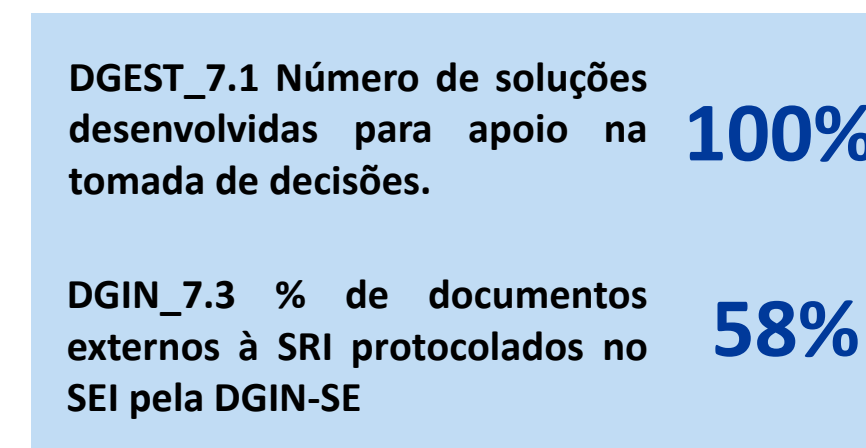 DGEST_7.1 Número de soluções
desenvolvidas para apoio na
tomada de decisões.
100%
DGIN_7.3 % de documentos
externos à SRI protocolados no
SEI pela DGIN-SE
58%